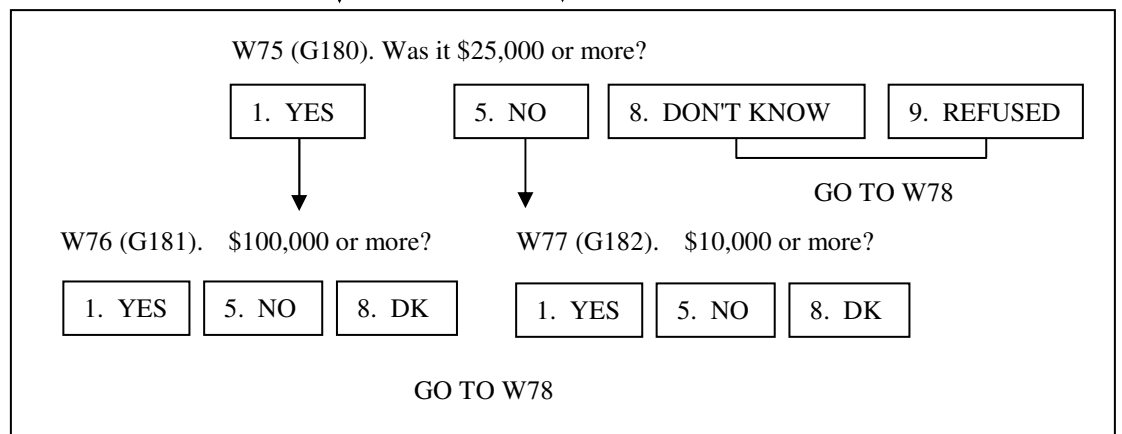 W75 (G180). Was it $25,000 or more?
1. YES 5. NO 8. DON'T KNOW 9. REFUSED
GO TO W78
W76 (G181). $100,000 or more? W77 (G182). $10,000 or more?
1. YES 5. NO 8. DK 1. YES 5. NO 8. DK
GO TO W78